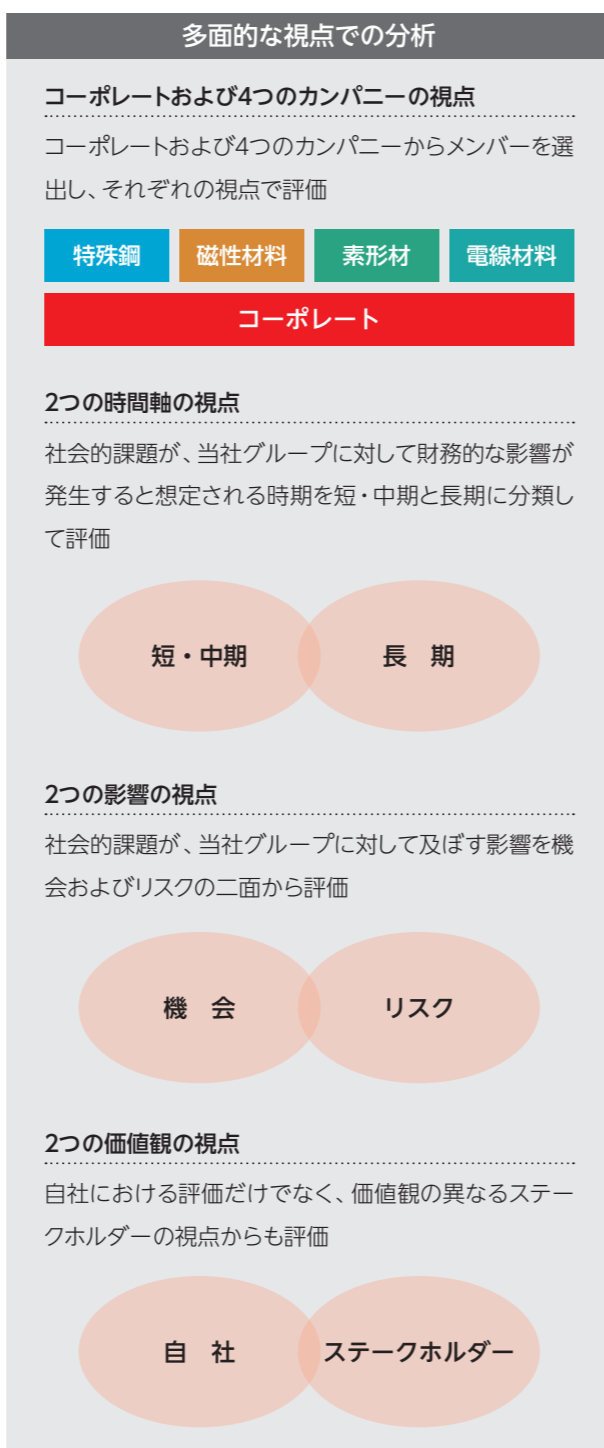 多面的な視点での分析
コーポレートおよび4つのカンパニーの視点
コーポレートおよび4つのカンパニーからメンバーを選
出し、それぞれの視点で評価
特殊鋼 磁性材料 素形材 電線材料
コーポレート
2つの時間軸の視点
社会的課題が、当社グループに対して財務的な影響が
発生すると想定される時期を短・中期と長期に分類し
て評価
短・中期 長 期
2つの影響の視点
社会的課題が、当社グループに対して及ぼす影響を機
会およびリスクの二面から評価
機 会 リスク
2つの価値観の視点
自社における評価だけでなく、価値観の異なるステー
クホルダーの視点からも評価
自 社 ステークホルダー